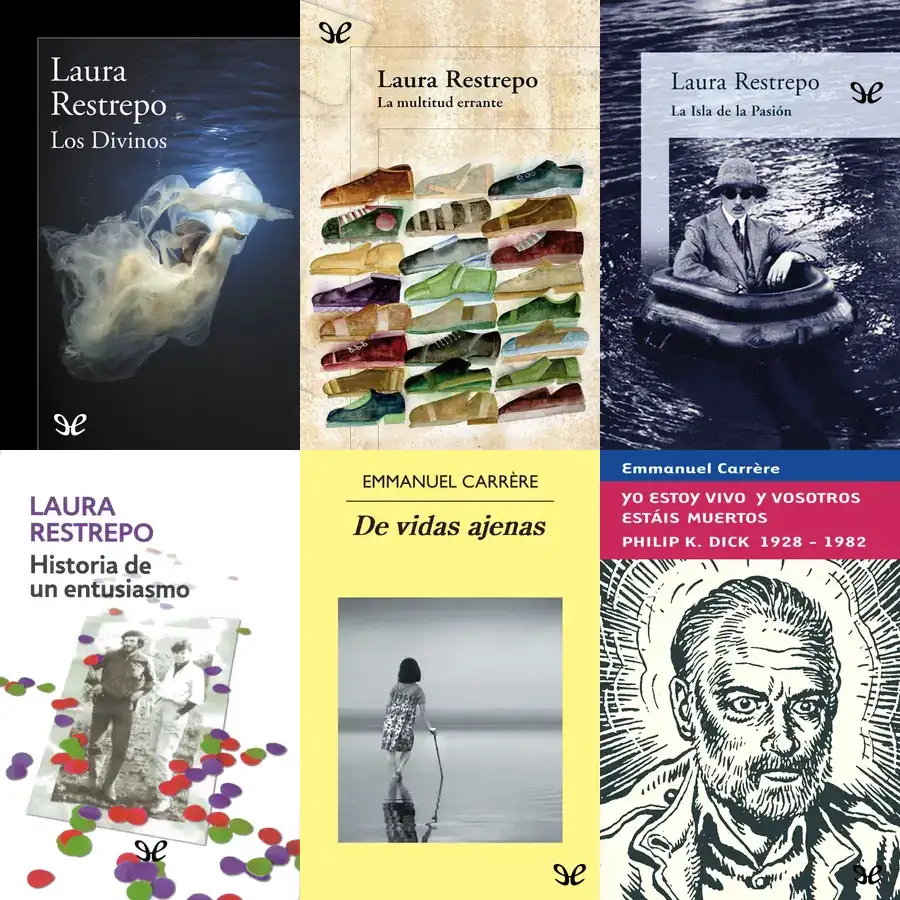 Laura
Restrepo
Los Divinos
Laura Restrepo
La multitud errante
Laura Restrepo
La Isla de la Pasión
LAURA
RESTREPO
Historia de
un entusiasmo
EMMANUEL CARRÈRE
De vidas ajenas
Emmanuel Carrère
YO ESTOY VIVO Y VOSOTROS
ESTÁIS MUERTOS
PHILIP K. DICK 1928 - 1982